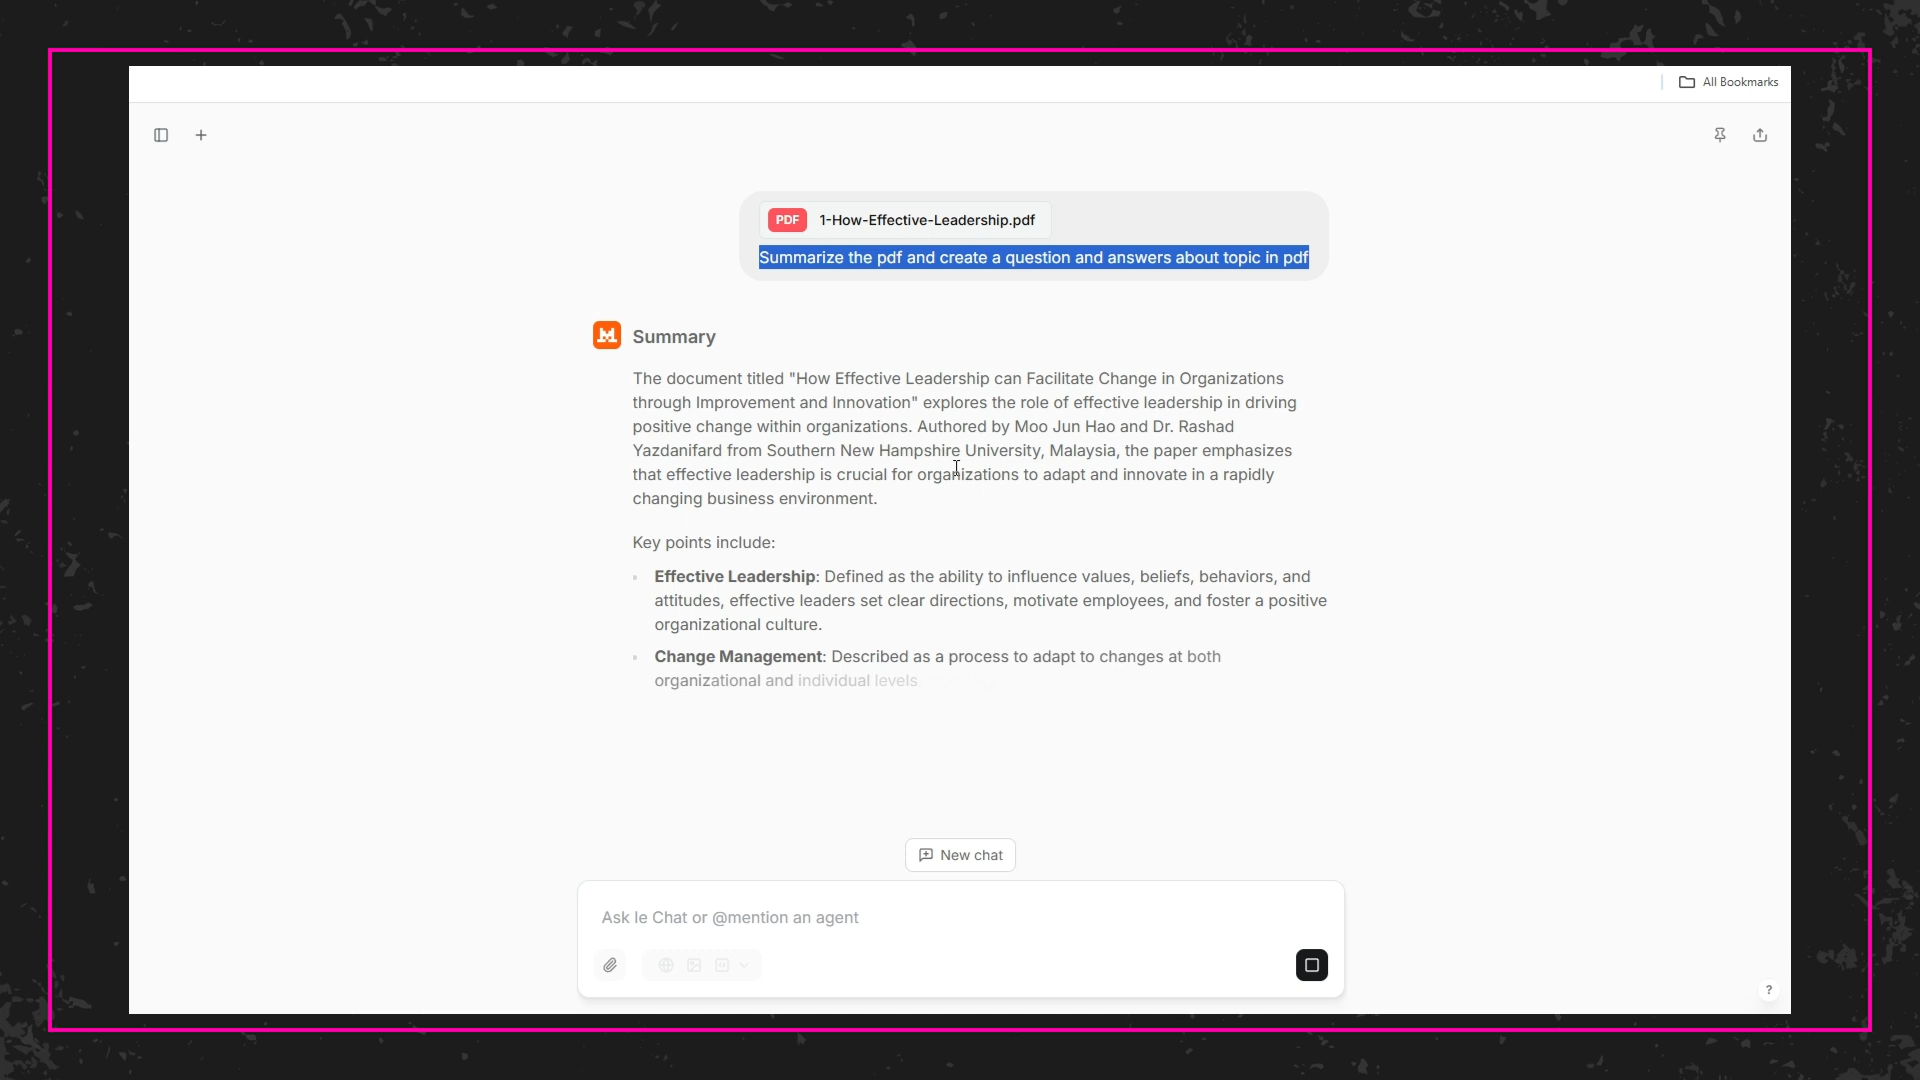 All Bookmarks
PDF 1-How-Effective-Leadership.pdf
Summarize the pdf and create a question and answers about topic in pdf
Summary
The document titled "How Effective Leadership can Facilitate Change in Organizations
through Improvement and Innovation" explores the role of effective leadership in driving
positive change within organizations. Authored by Moo Jun Hao and Dr. Rashad
Yazdanifard from Southern New Hampshire University, Malaysia, the paper emphasizes
that effective leadership is crucial for organizations to adapt and innovate in a rapidly
changing business environment.
Key points include:
Effective Leadership: Defined as the ability to influence values, beliefs, behaviors, and
attitudes, effective leaders set clear directions, motivate employees, and foster a positive
organizational culture.
Change Management: Described as a process to adapt to changes at both
organizational and individual levels
New chat
Ask le Chat or @mention an agent
?